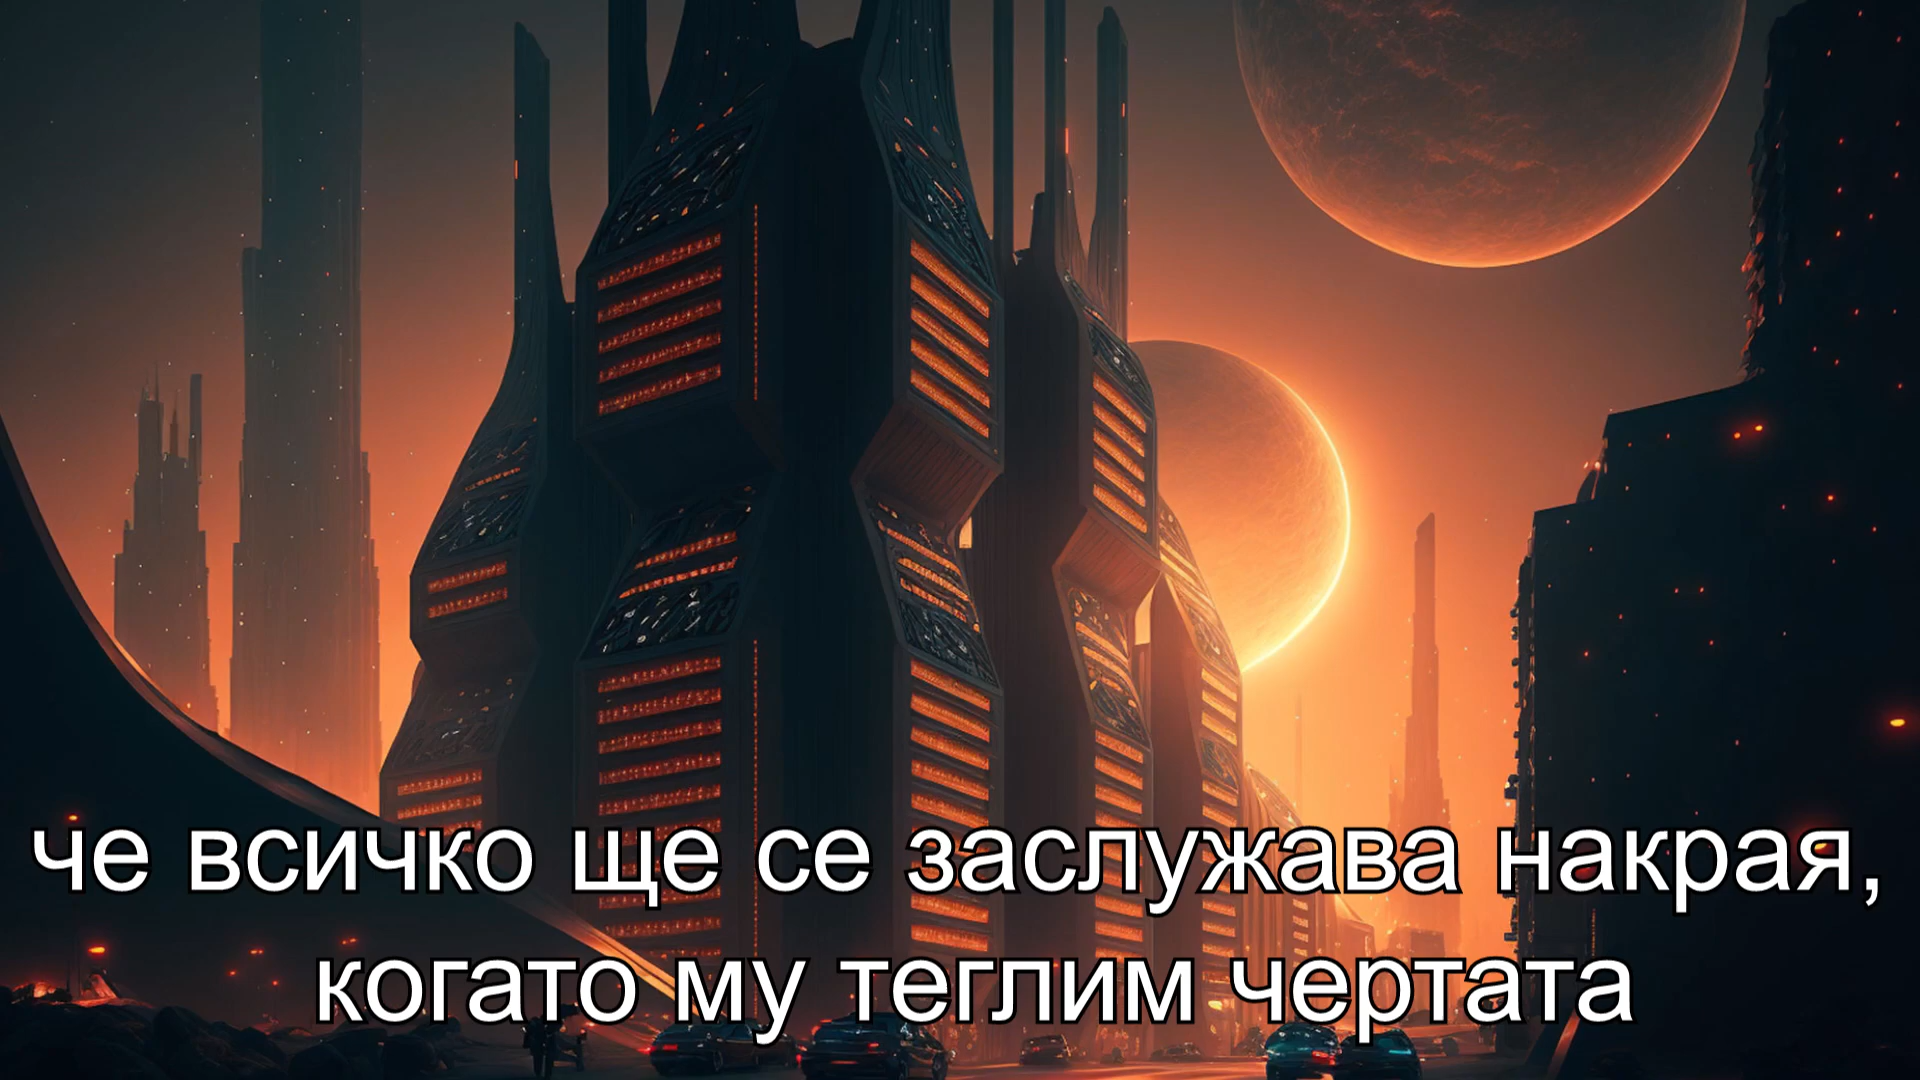 че всичко ще се заслужава накрая,
когато му теглим чертата